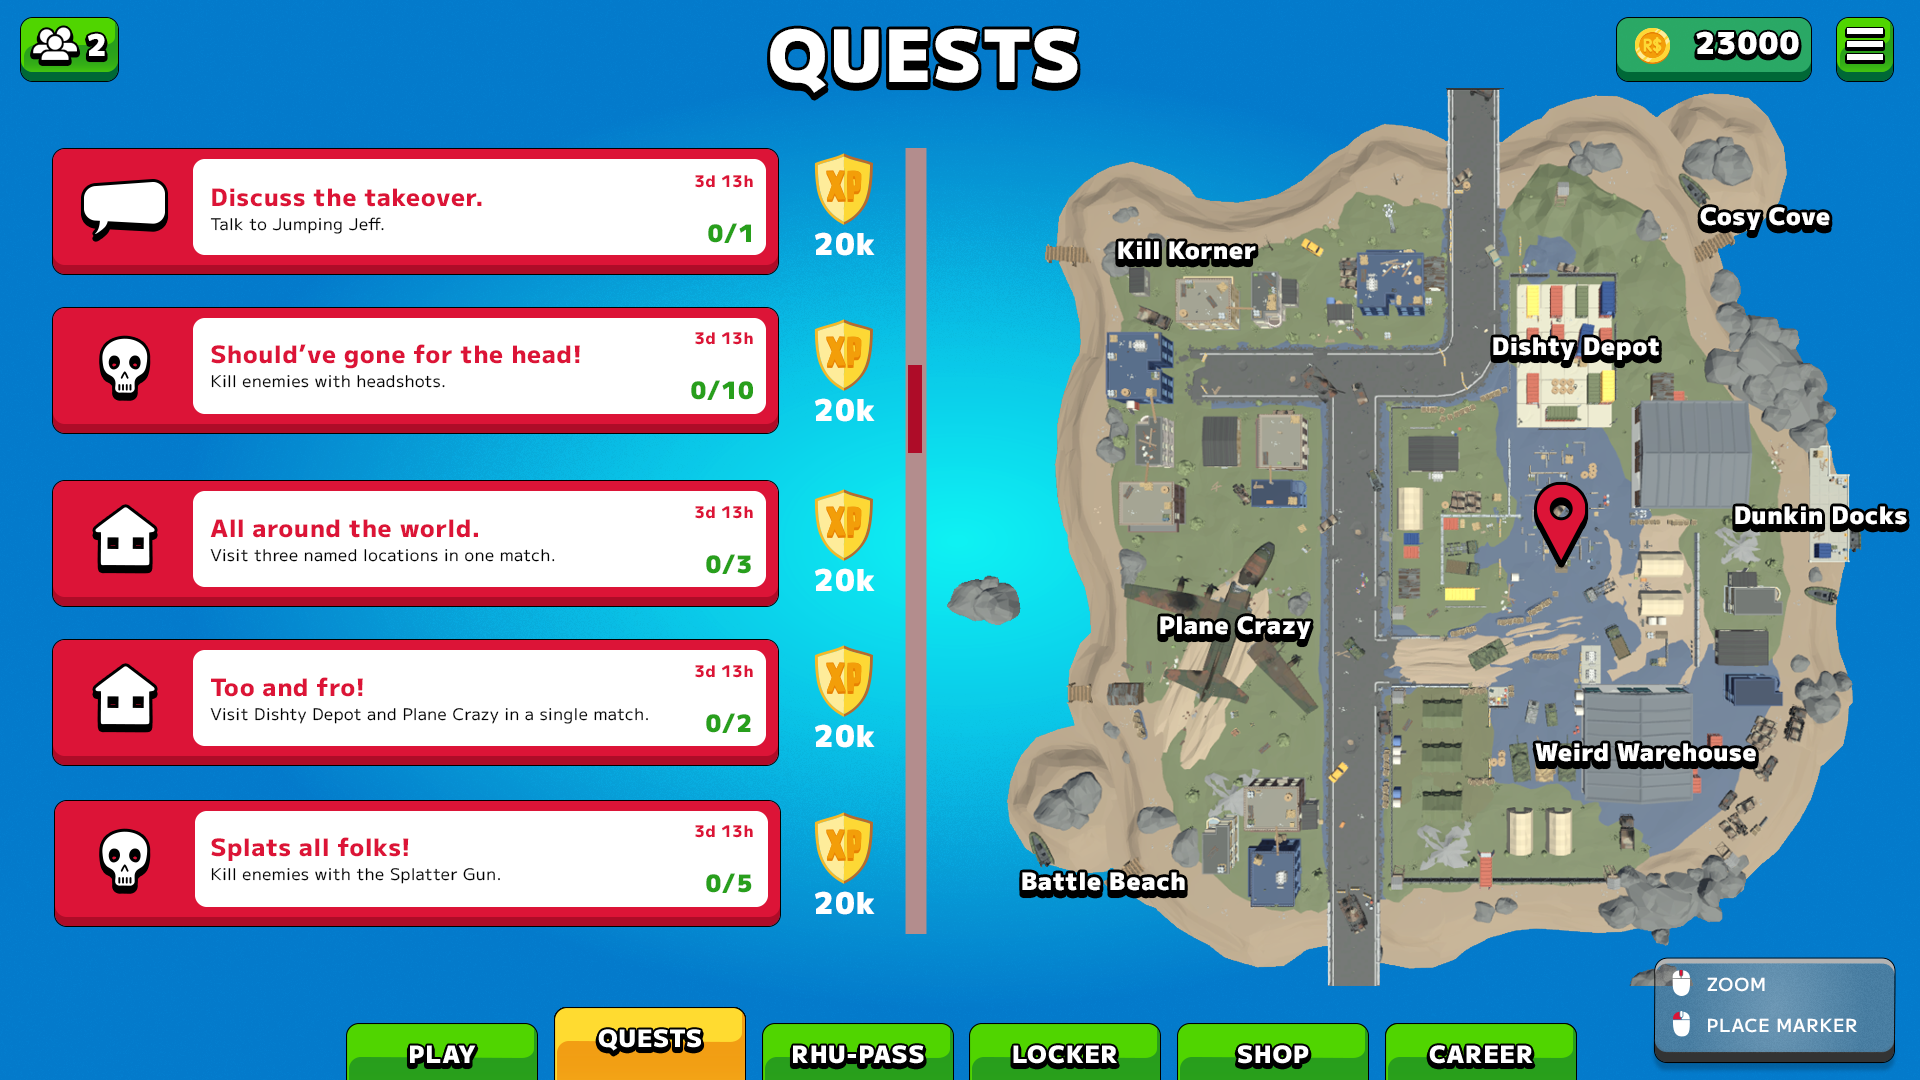 2
QUESTS
R$ 23000
Discuss the takeover.
Talk to Jumping Jeff.
3d 13h
0/1
XP
20k
Should’ve gone for the head!
Kill enemies with headshots.
3d 13h
0/10
XP
20k
All around the world.
Visit three named locations in one match.
3d 13h
0/3
XP
20k
Too and fro!
Visit Dishty Depot and Plane Crazy in a single match.
3d 13h
0/2
XP
20k
Splats all folks!
Kill enemies with the Splatter Gun.
3d 13h
0/5
XP
20k
Cosy Cove
Kill Korner
Dishty Depot
Dunkin Docks
Plane Crazy
Weird Warehouse
Battle Beach
ZOOM
PLACE MARKER
PLAY
QUESTS
RHU-PASS
LOCKER
SHOP
CAREER